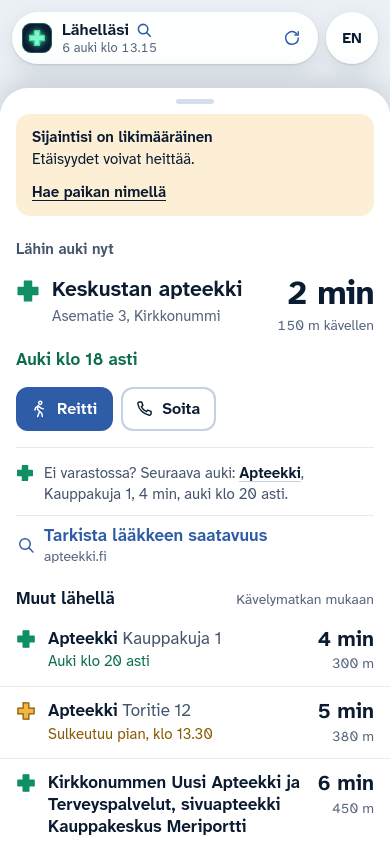 Lähelläsi
6 auki klo 13.15
EN
Sijaintisi on likimääräinen
Etäisyydet voivat heittää.
Hae paikan nimellä
Lähin auki nyt
Keskustan apteekki
2 min
Asematie 3, Kirkkonummi
150 m kävellen
Auki klo 18 asti
Reitti
Soita
Ei varastossa? Seuraava auki: Apteekki,
Kauppakuja 1, 4 min, auki klo 20 asti.
Tarkista lääkkeen saatavuus
apteekki.fi
Muut lähellä
Kävelymatkan mukaan
Apteekki Kauppakuja 1
4 min
Auki klo 20 asti
300 m
Apteekki Toritie 12
5 min
Sulkeutuu pian, klo 13.30
380 m
Kirkkonummen Uusi Apteekki ja
6 min
Terveyspalvelut, sivuapteekki
450 m
Kauppakeskus Meriportti